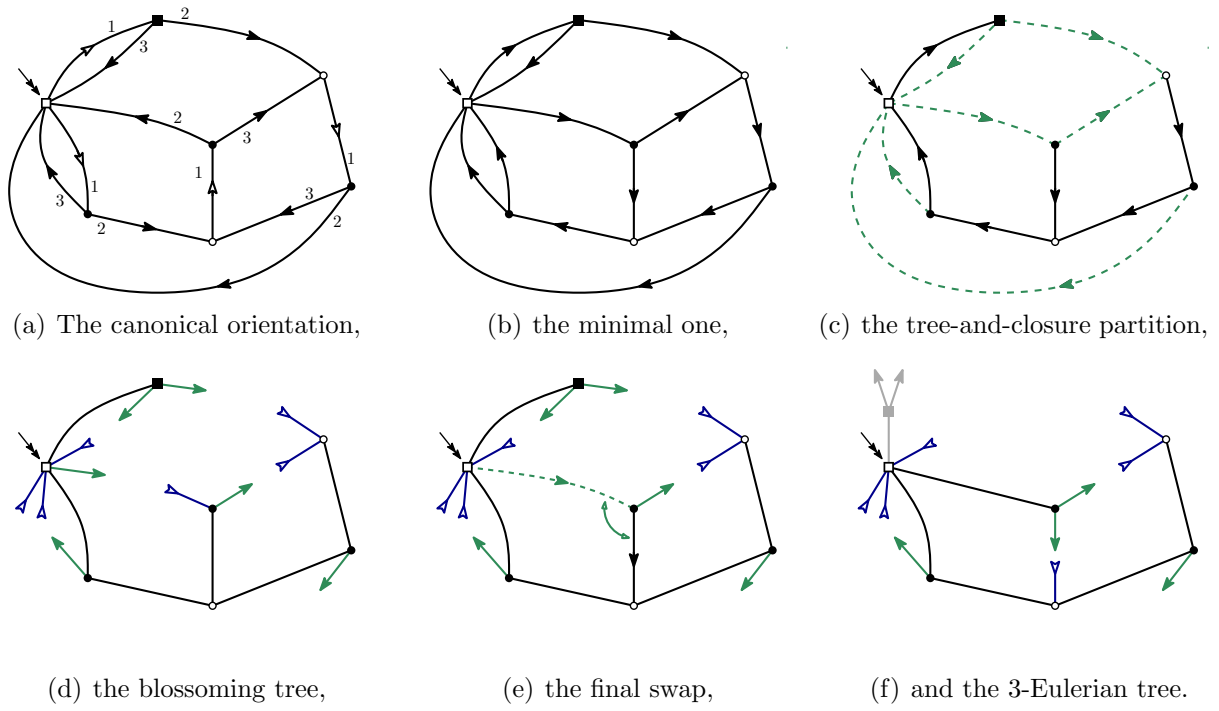 1 2
3
2
3
1 1
1 3
3 2
2
(a) The canonical orientation,
(b) the minimal one,
(c) the tree-and-closure partition,
(d) the blossoming tree,
(e) the final swap,
(f) and the 3-Eulerian tree.